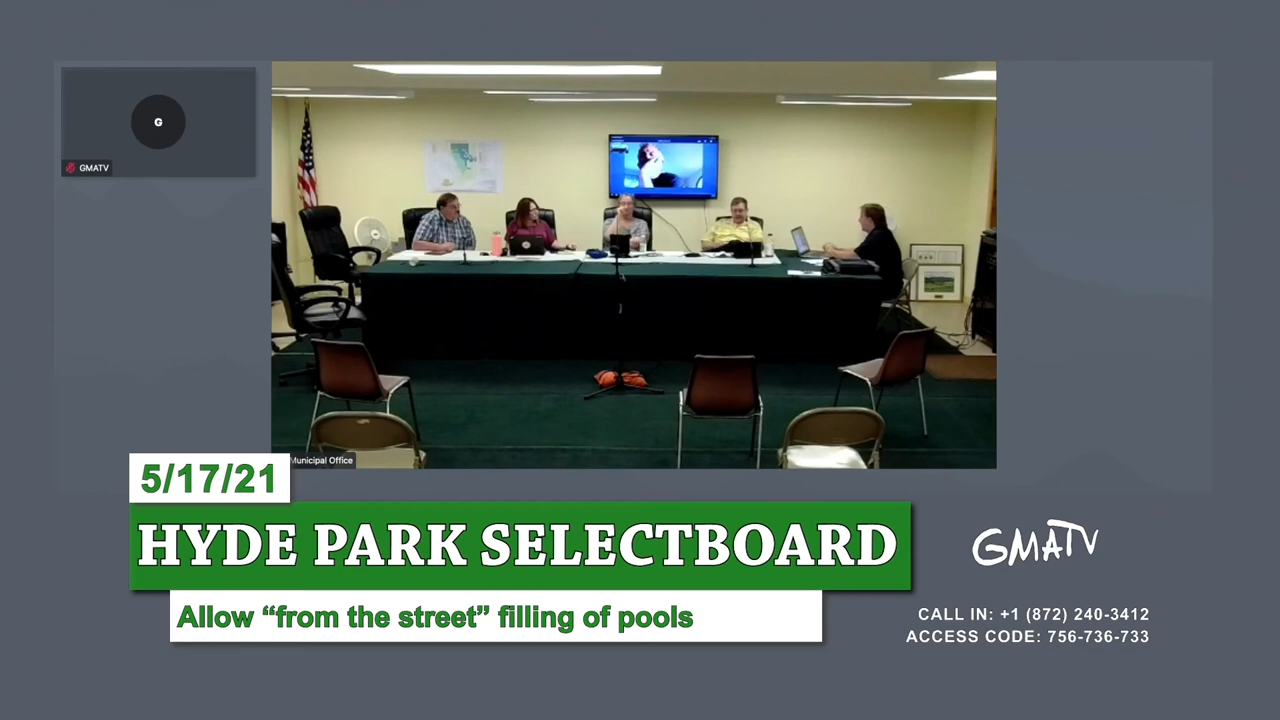 G
GMATV
Municipal Office
5/17/21
HYDE PARK SELECTBOARD
Allow “from the street” filling of pools
GMATV
CALL IN: +1 (872) 240-3412
ACCESS CODE: 756-736-733